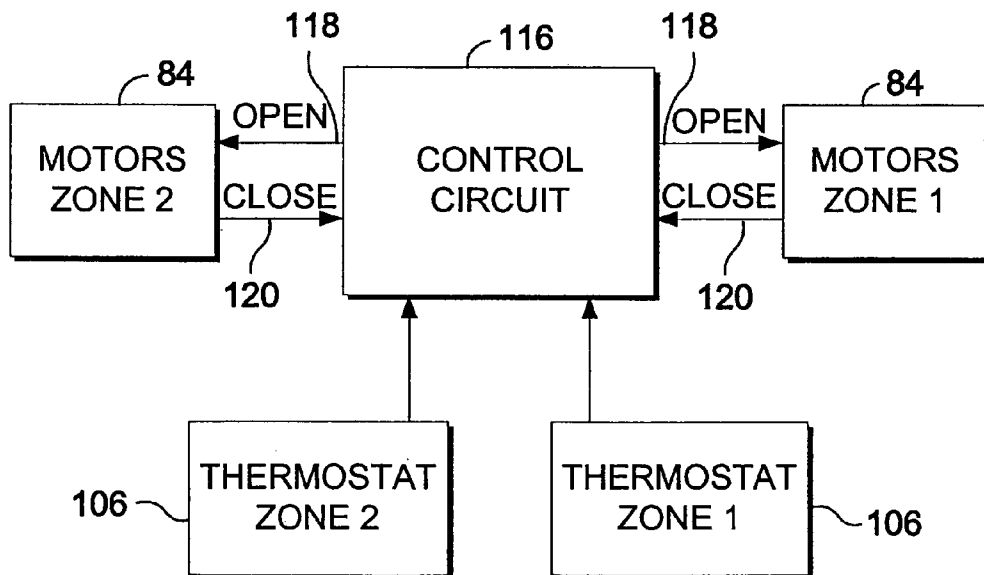 116
118
118
84
84
OPEN
OPEN
MOTORS
ZONE 2
CONTROL
CIRCUIT
MOTORS
ZONE 1
CLOSE
CLOSE
120
120
THERMOSTAT
ZONE 2
THERMOSTAT
ZONE 1
106
106